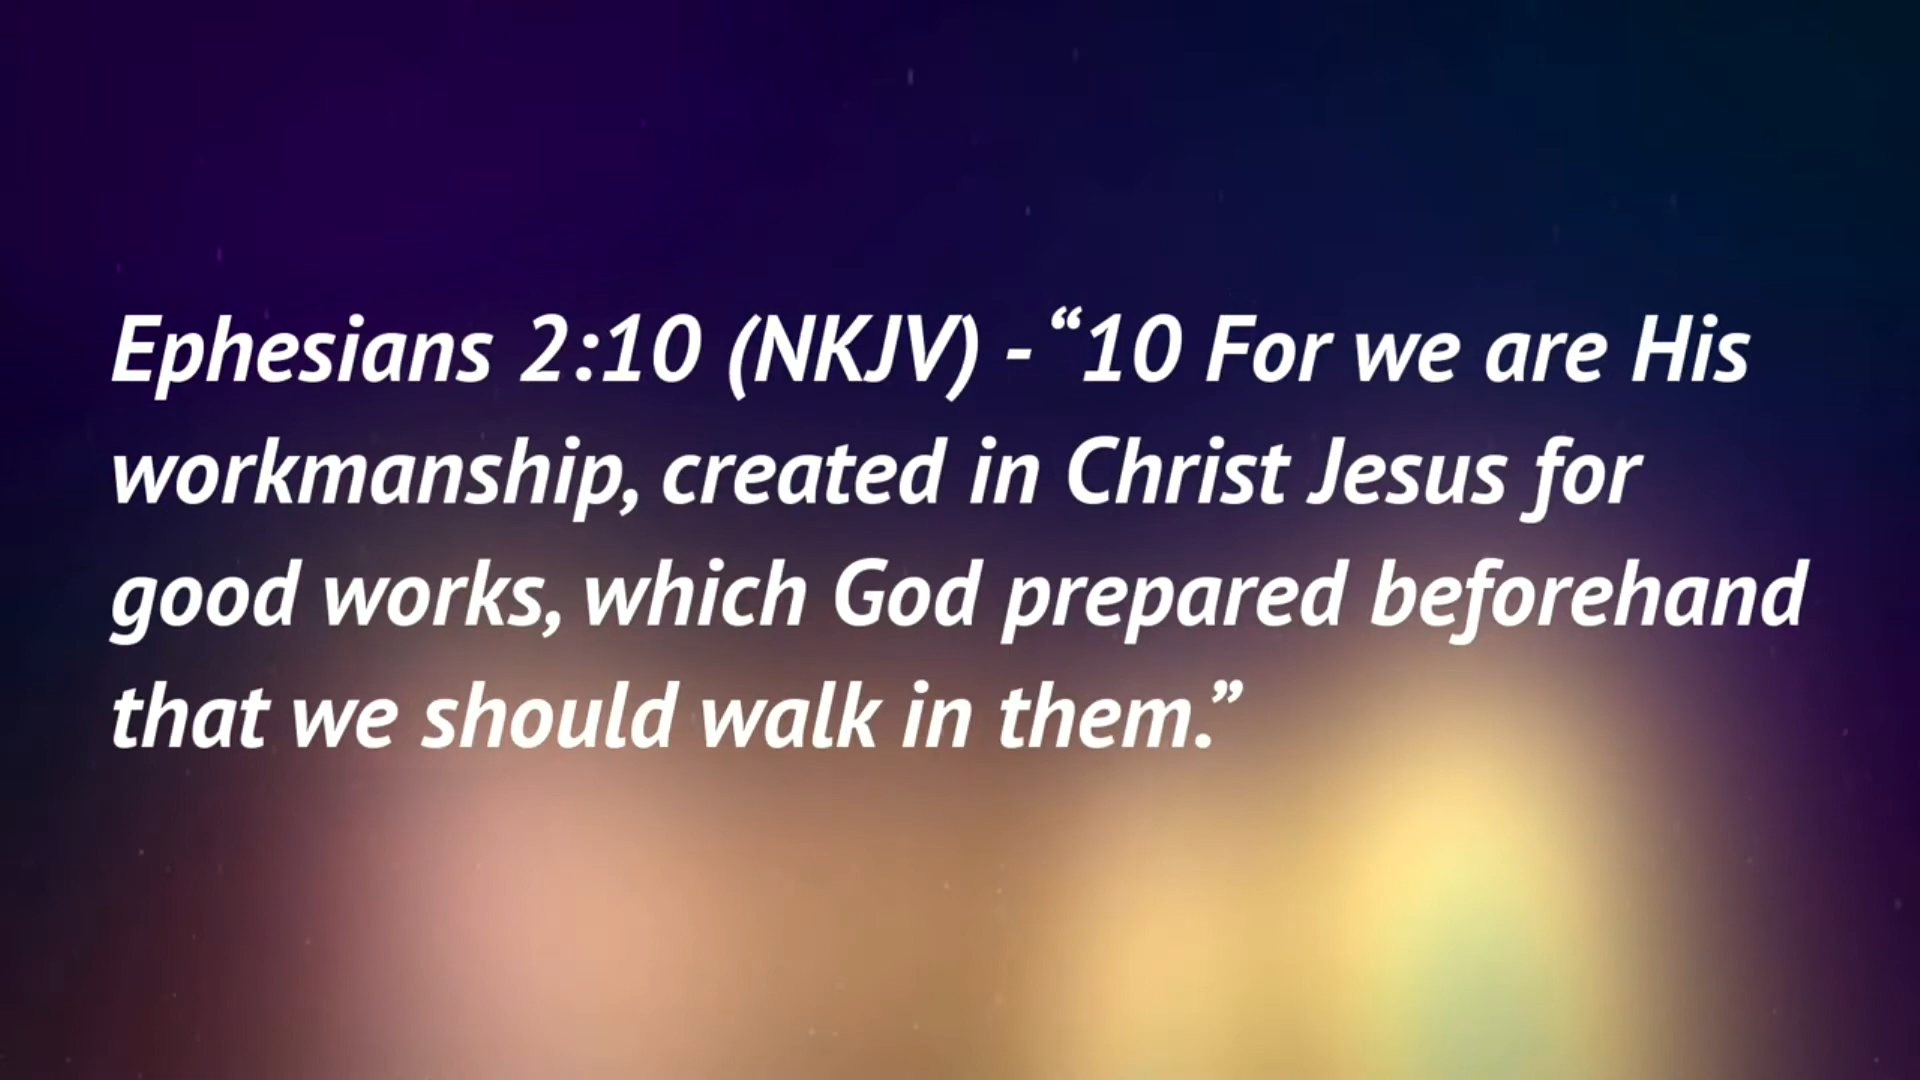 Ephesians 2:10 (NKJV) - “10 For we are His
workmanship, created in Christ Jesus for
good works, which God prepared beforehand
that we should walk in them.”